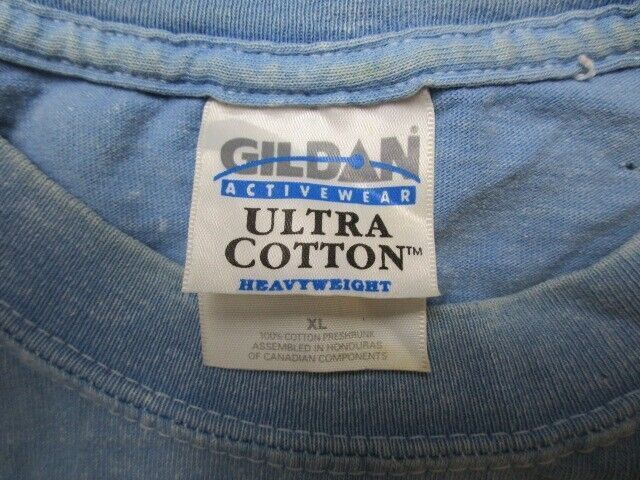 GILDAN®
ACTIVEWEAR
ULTRA
COTTON™
HEAVYWEIGHT
XL
100% COTTON PRESHRUNK
ASSEMBLED IN HONDURAS
OF CANADIAN COMPONENTS